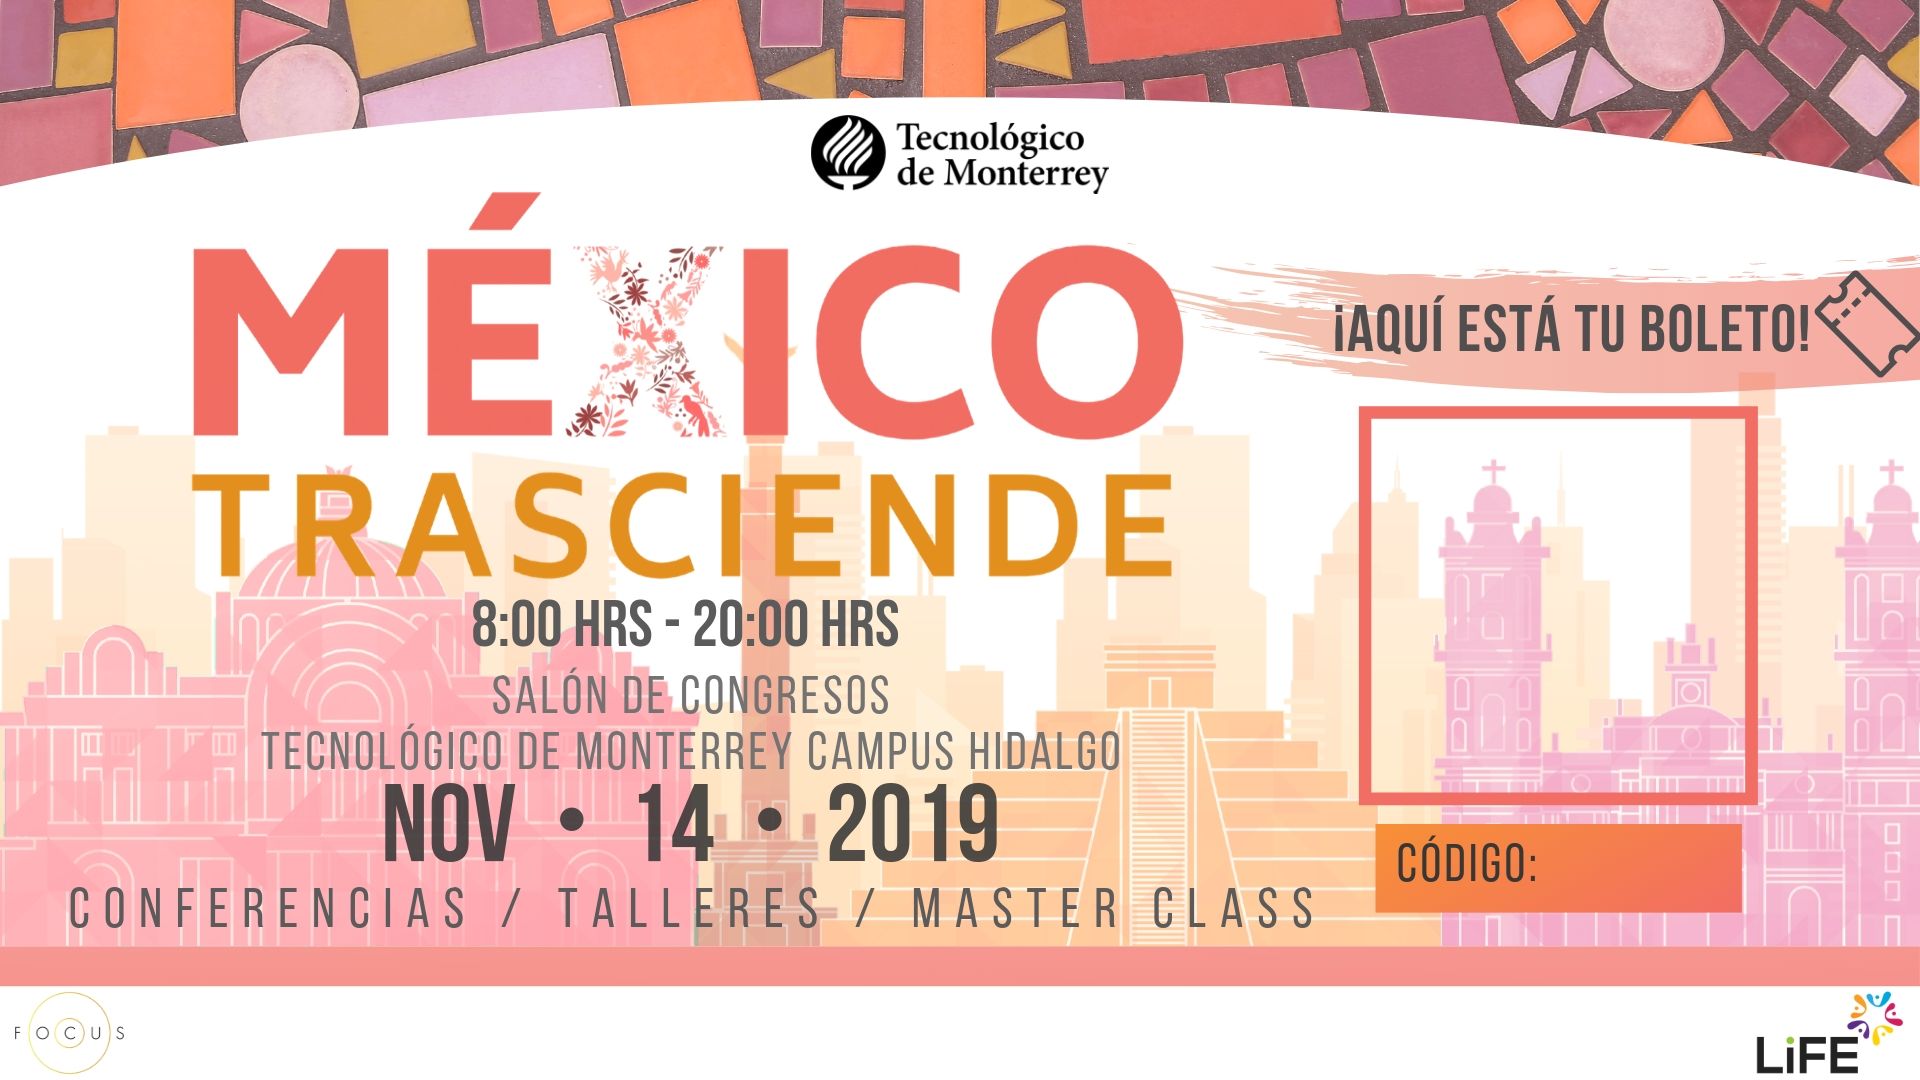 Tecnológico
de Monterrey
MÉXICO
TRASCIENDE
8:00 HRS - 20:00 HRS
SALÓN DE CONGRESOS
TECNOLÓGICO DE MONTERREY CAMPUS HIDALGO
NOV • 14 • 2019
CONFERENCIAS / TALLERES / MASTER CLASS
¡AQUÍ ESTÁ TU BOLETO!
CÓDIGO:
FOCUS
LiFE